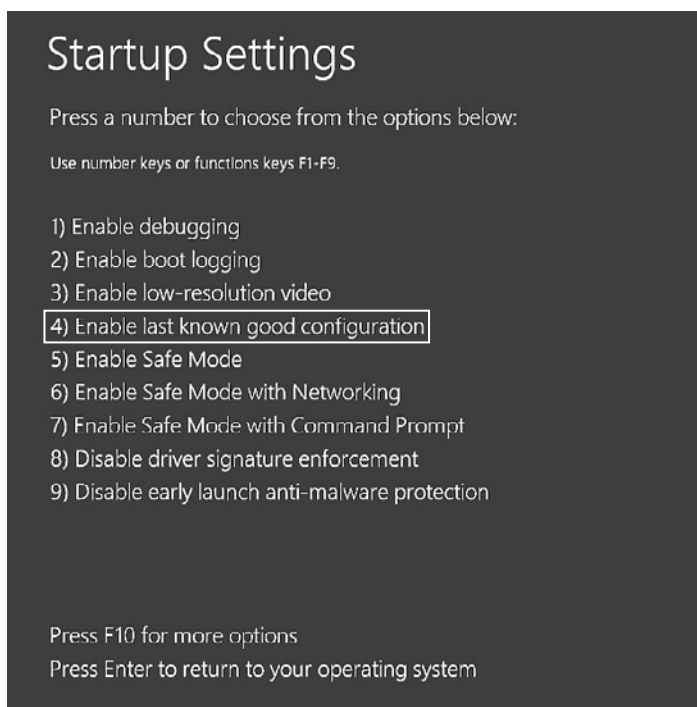 Startup Settings
Press a number to choose from the options below:
Use number keys or functions keys F1-F9.
1) Enable debugging
2) Enable boot logging
3) Enable low-resolution video
4) Enable last known good configuration
5) Enable Safe Mode
6) Enable Safe Mode with Networking
7) Enable Safe Mode with Command Prompt
8) Disable driver signature enforcement
9) Disable early launch anti-malware protection
Press F10 for more options
Press Enter to return to your operating system